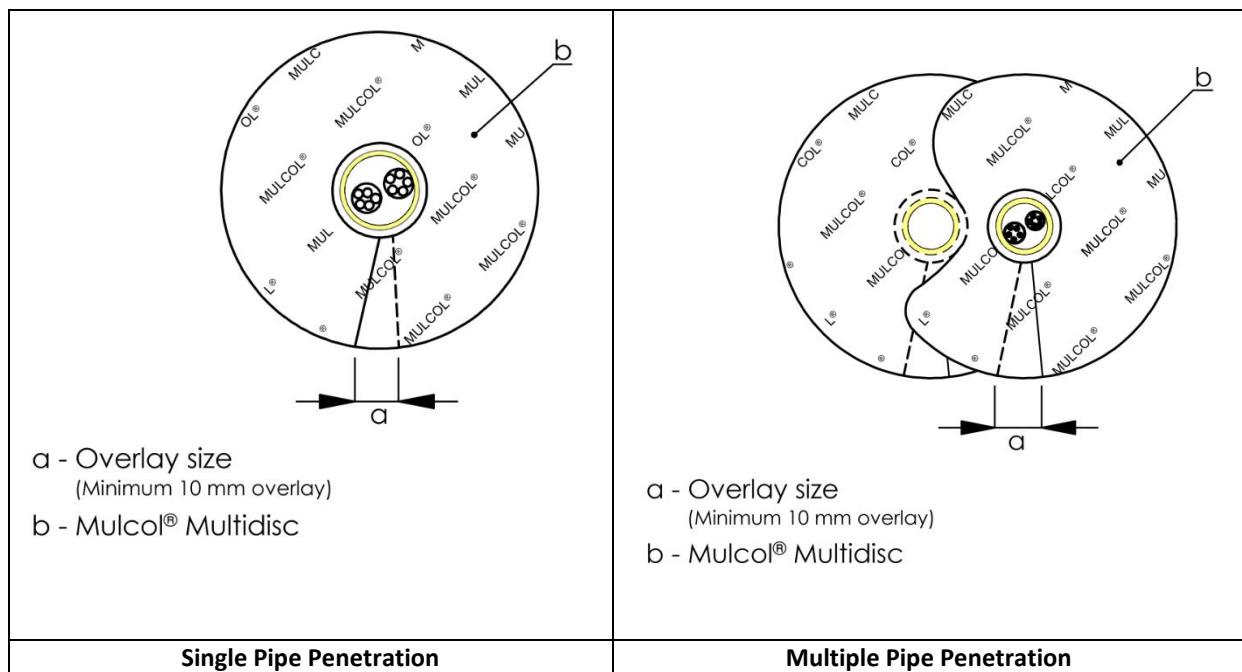 MULC
M
b
OL®
MULCOL®
MUL
OL®
MU
MULCOL®
MULCOL®
MUL
MULCOL®
MULCOL®
L®
®
MULCOL®
a
a - Overlay size
(Minimum 10 mm overlay)
b - Mulcol® Multidisc
Single Pipe Penetration
MULC
MULC
M
b
COL®
COL®
MULCOL®
MUL
MULCOL®
MULCOL®
MU
MULCOL
MULCOL®
MULCO
MULCOL®
L®
L®
MULCOL®
®
®
MULCOL®
a
a - Overlay size
(Minimum 10 mm overlay)
b - Mulcol® Multidisc
Multiple Pipe Penetration